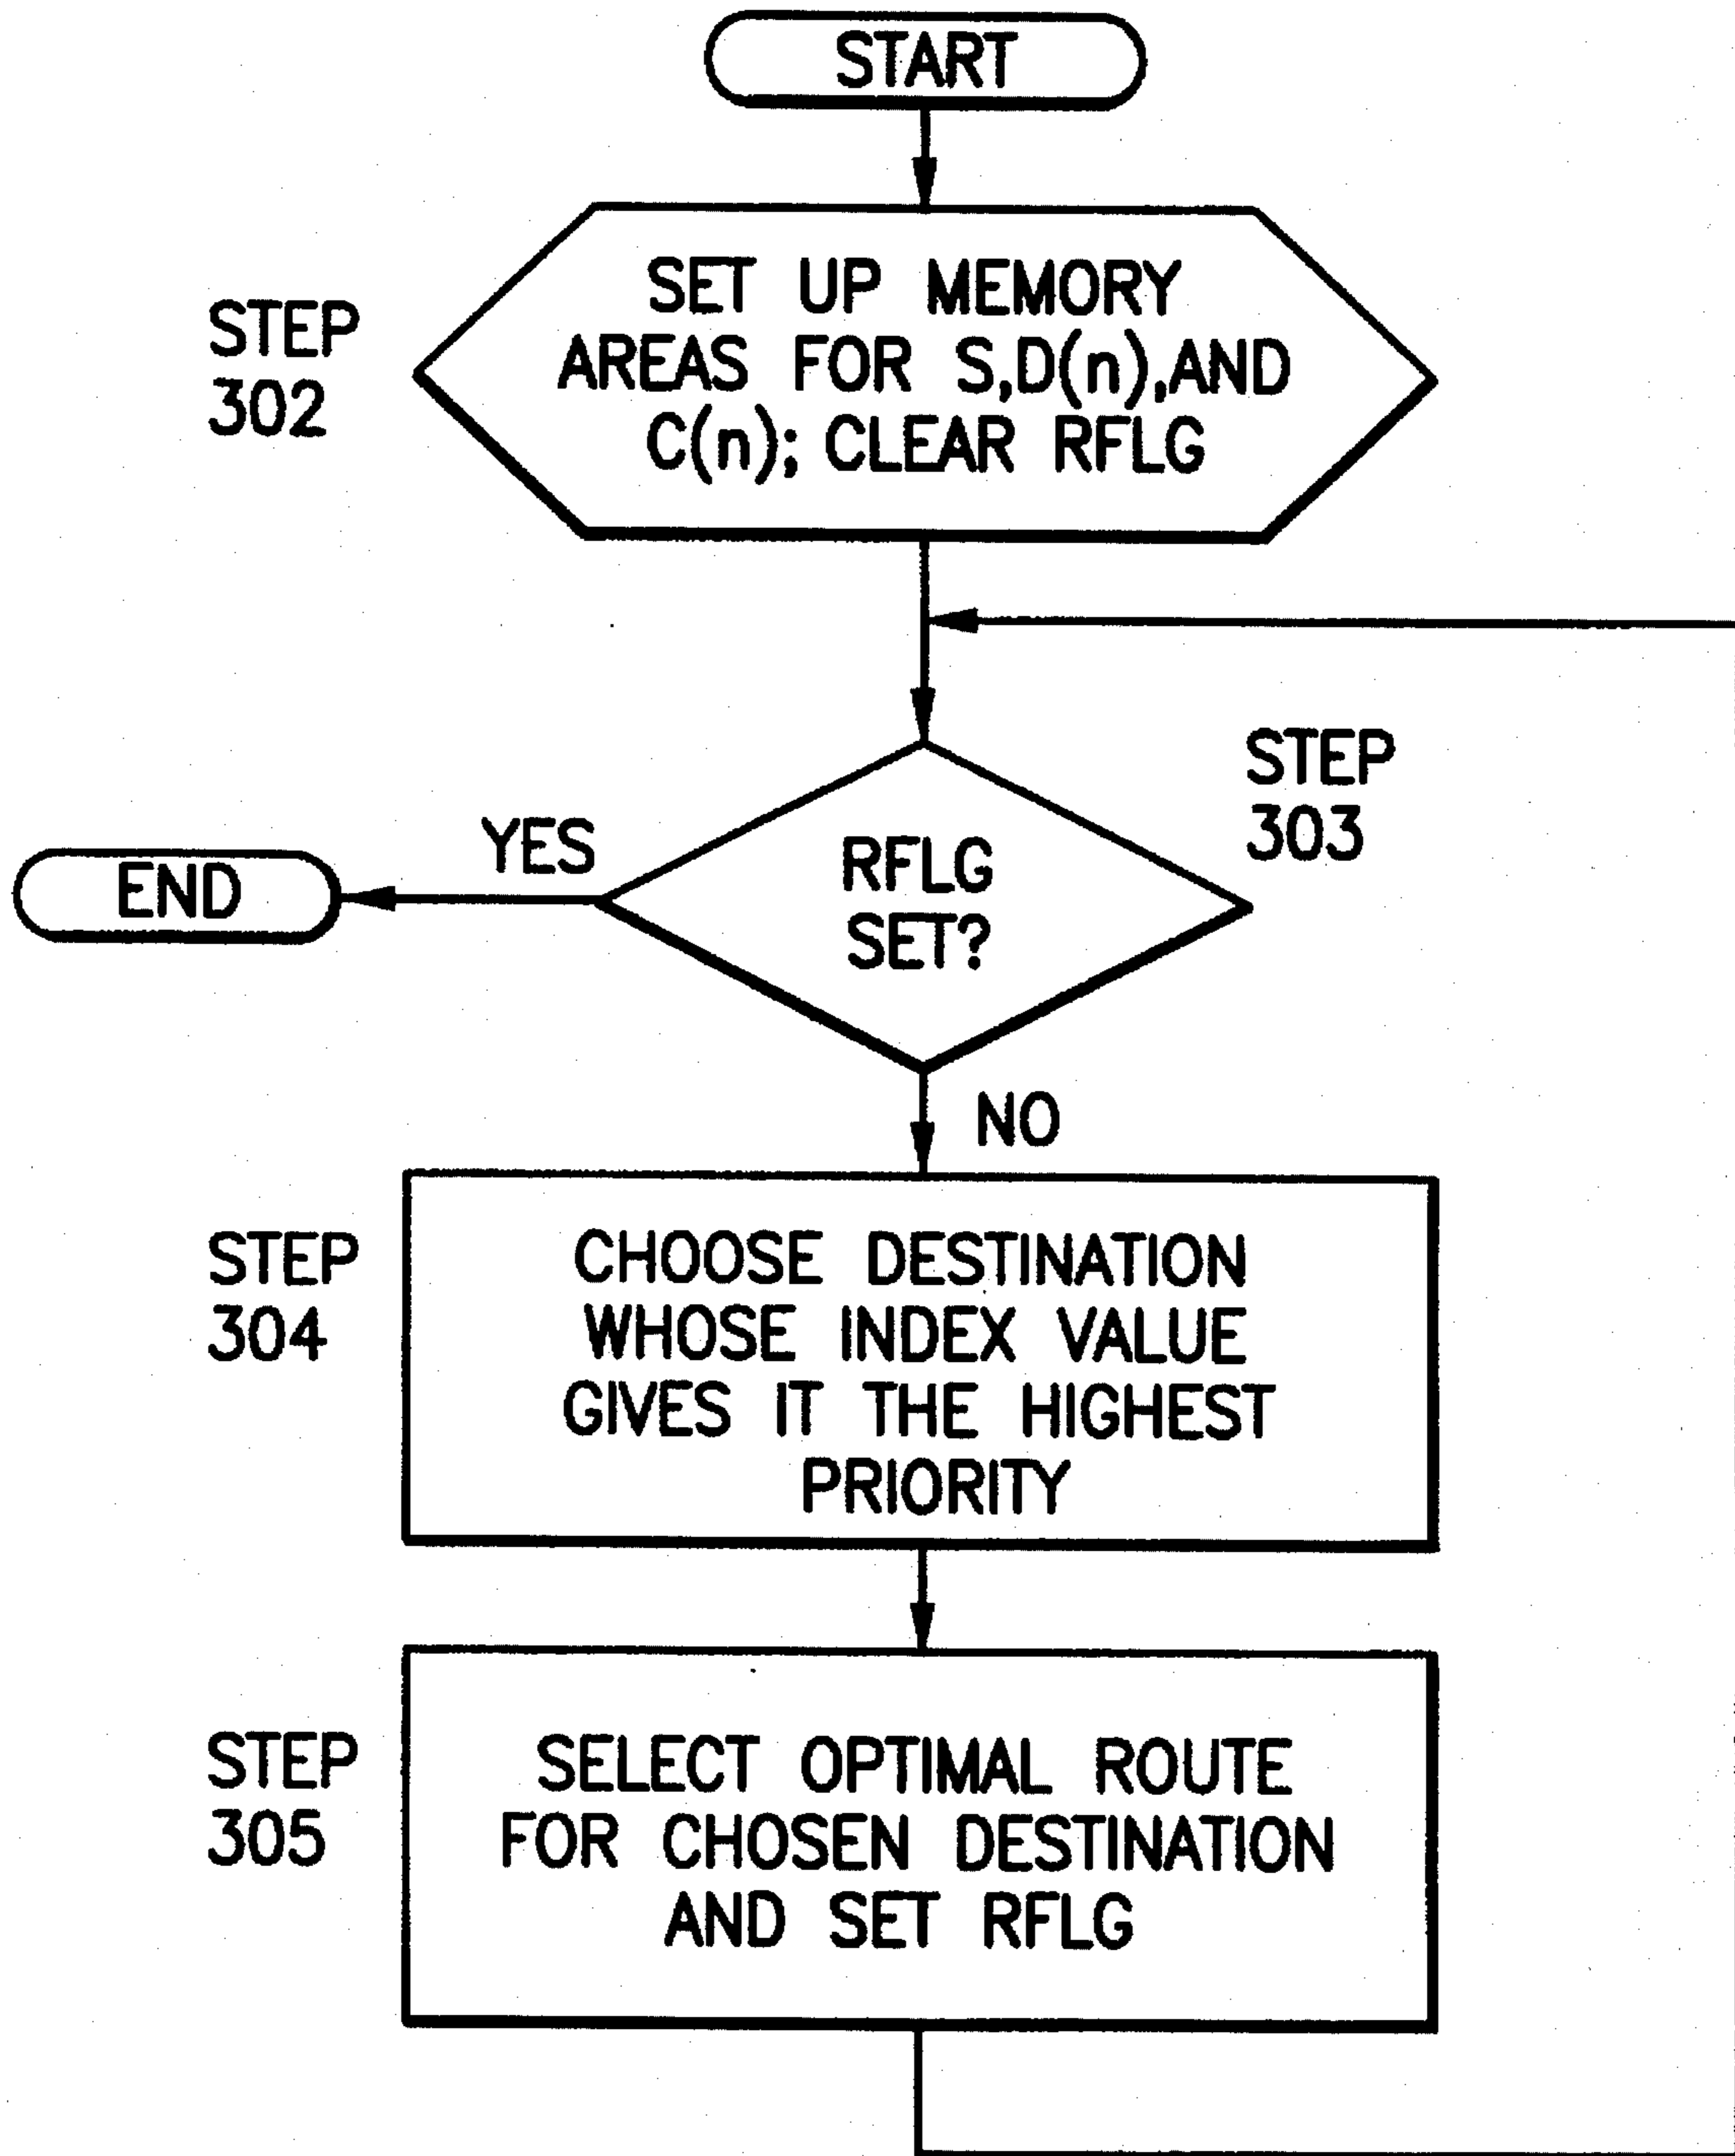 START
STEP
302
SET UP MEMORY
AREAS FOR S,D(n),AND
C(n); CLEAR RFLG
STEP
303
YES
RFLG
SET?
END
NO
STEP
304
CHOOSE DESTINATION
WHOSE INDEX VALUE
GIVES IT THE HIGHEST
PRIORITY
STEP
305
SELECT OPTIMAL ROUTE
FOR CHOSEN DESTINATION
AND SET RFLG